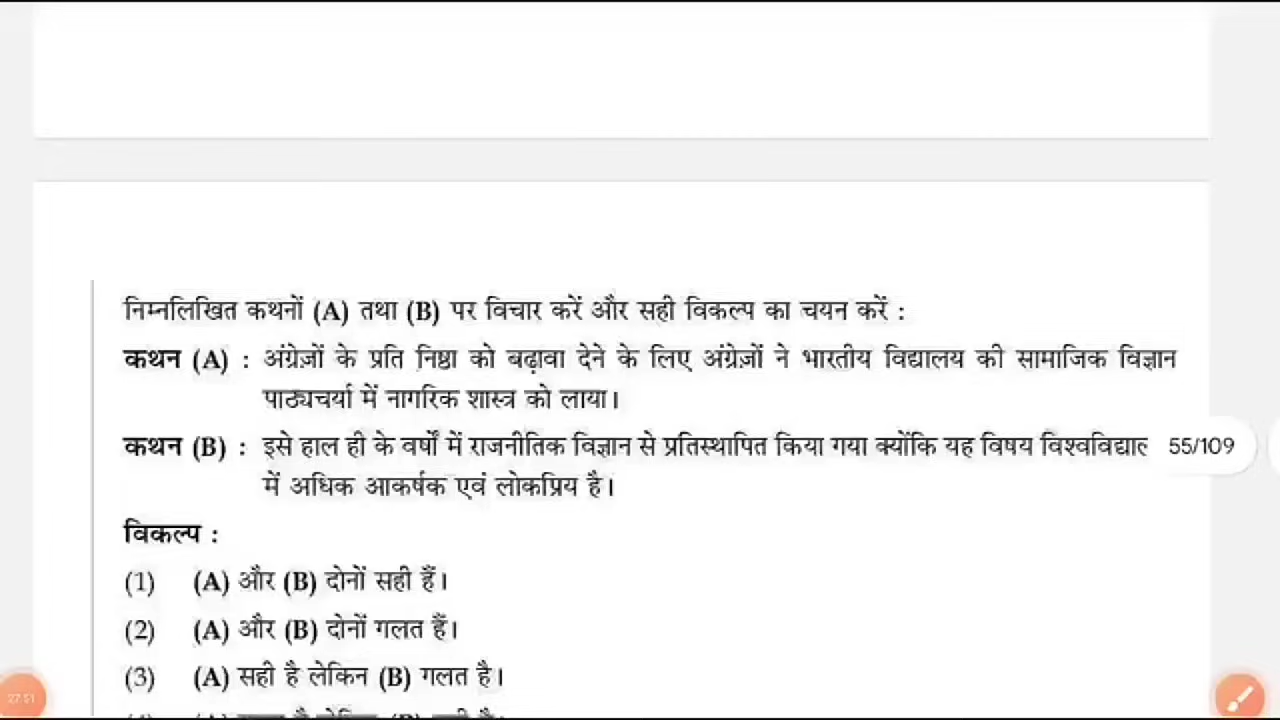 निम्नलिखित कथनों (A) तथा (B) पर विचार करें और सही विकल्प का चयन करें :
कथन (A) : अंग्रेज़ों के प्रति निष्ठा को बढ़ावा देने के लिए अंग्रेज़ों ने भारतीय विद्यालय की सामाजिक विज्ञान
पाठ्यचर्या में नागरिक शास्त्र को लाया।
कथन (B) : इसे हाल ही के वर्षों में राजनीतिक विज्ञान से प्रतिस्थापित किया गया क्योंकि यह विषय 55/109
में अधिक आकर्षक एवं लोकप्रिय है।
विकल्प :
(1) (A) और (B) दोनों सही हैं।
(2) (A) और (B) दोनों गलत हैं।
(3) (A) सही है लेकिन (B) गलत है।
27:51